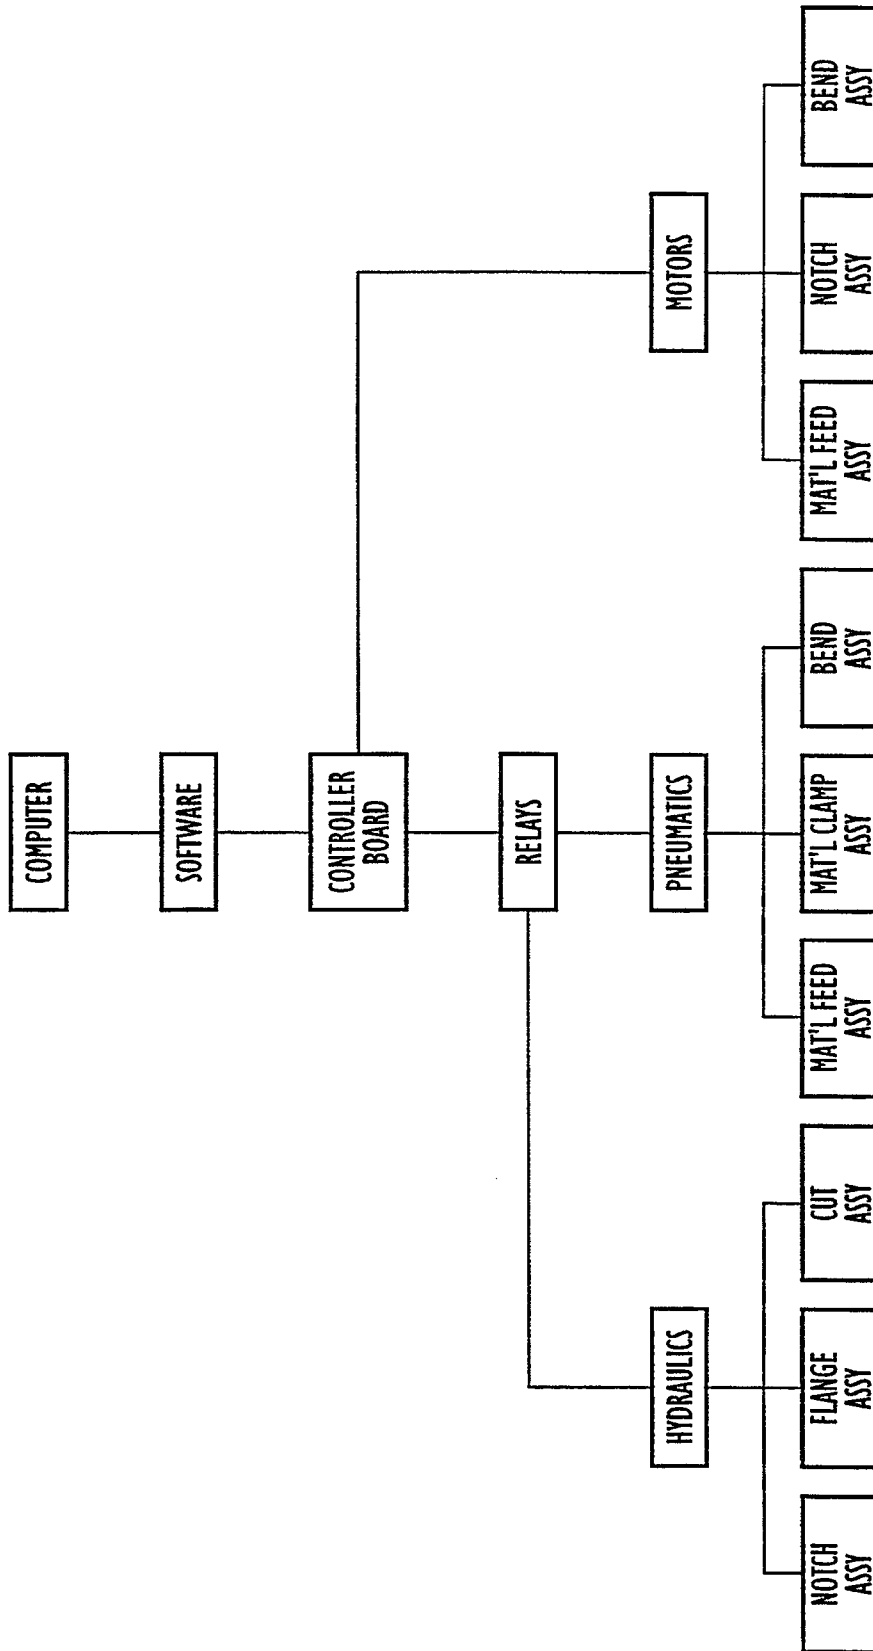 COMPUTER
SOFTWARE
CONTROLLER
BOARD
RELAYS
HYDRAULICS
PNEUMATICS
MOTORS
NOTCH
ASSY
FLANGE
ASSY
CUT
ASSY
MAT'L FEED
ASSY
MAT'L CLAMP
ASSY
BEND
ASSY
MAT'L FEED
ASSY
NOTCH
ASSY
BEND
ASSY